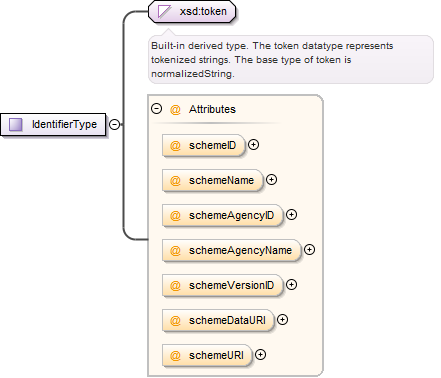 xsd:token
Built-in derived type. The token datatype represents
tokenized strings. The base type of token is
normalizedString.
IdentifierType
@ Attributes
@ schemeID
@ schemeName
@ schemeAgencyID
@ schemeAgencyName
@ schemeVersionID
@ schemeDataURI
@ schemeURI